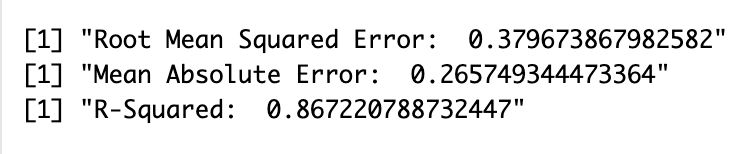 [1] "Root Mean Squared Error:  0.379673867982582"
[1] "Mean Absolute Error:  0.265749344473364"
[1] "R-Squared:  0.867220788732447"